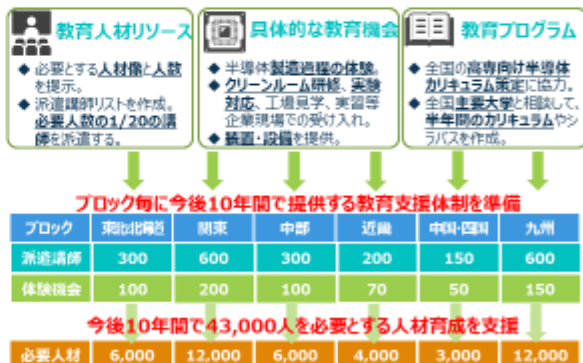 教育人材リソース
◆ 必要とする人材像と人数
を提示。
◆ 派遣講師リストを作成。
必要人数の1/20の講
師を派遣する。
具体的な教育機会
◆ 半導体製造過程の体験。
◆ クリーンルーム研修、実験
対応、工場見学、実習等
企業現場での受け入れ。
◆ 装置・設備を提供。
教育プログラム
◆ 全国の高専向け半導体
カリキュラム策定に協力。
◆ 全国主要大学と相談して、
半年間のカリキュラムやシ
ラバスを作成。
ブロック毎に今後10年間で提供する教育支援体制を準備
ブロック 東北・北海道 関東 中部 近畿 中国・四国 九州
派遣講師 300 600 300 200 150 600
体験機会 100 200 100 70 50 150
今後10年間で43,000人を必要とする人材育成を支援
必要人材 6,000 12,000 6,000 4,000 3,000 12,000